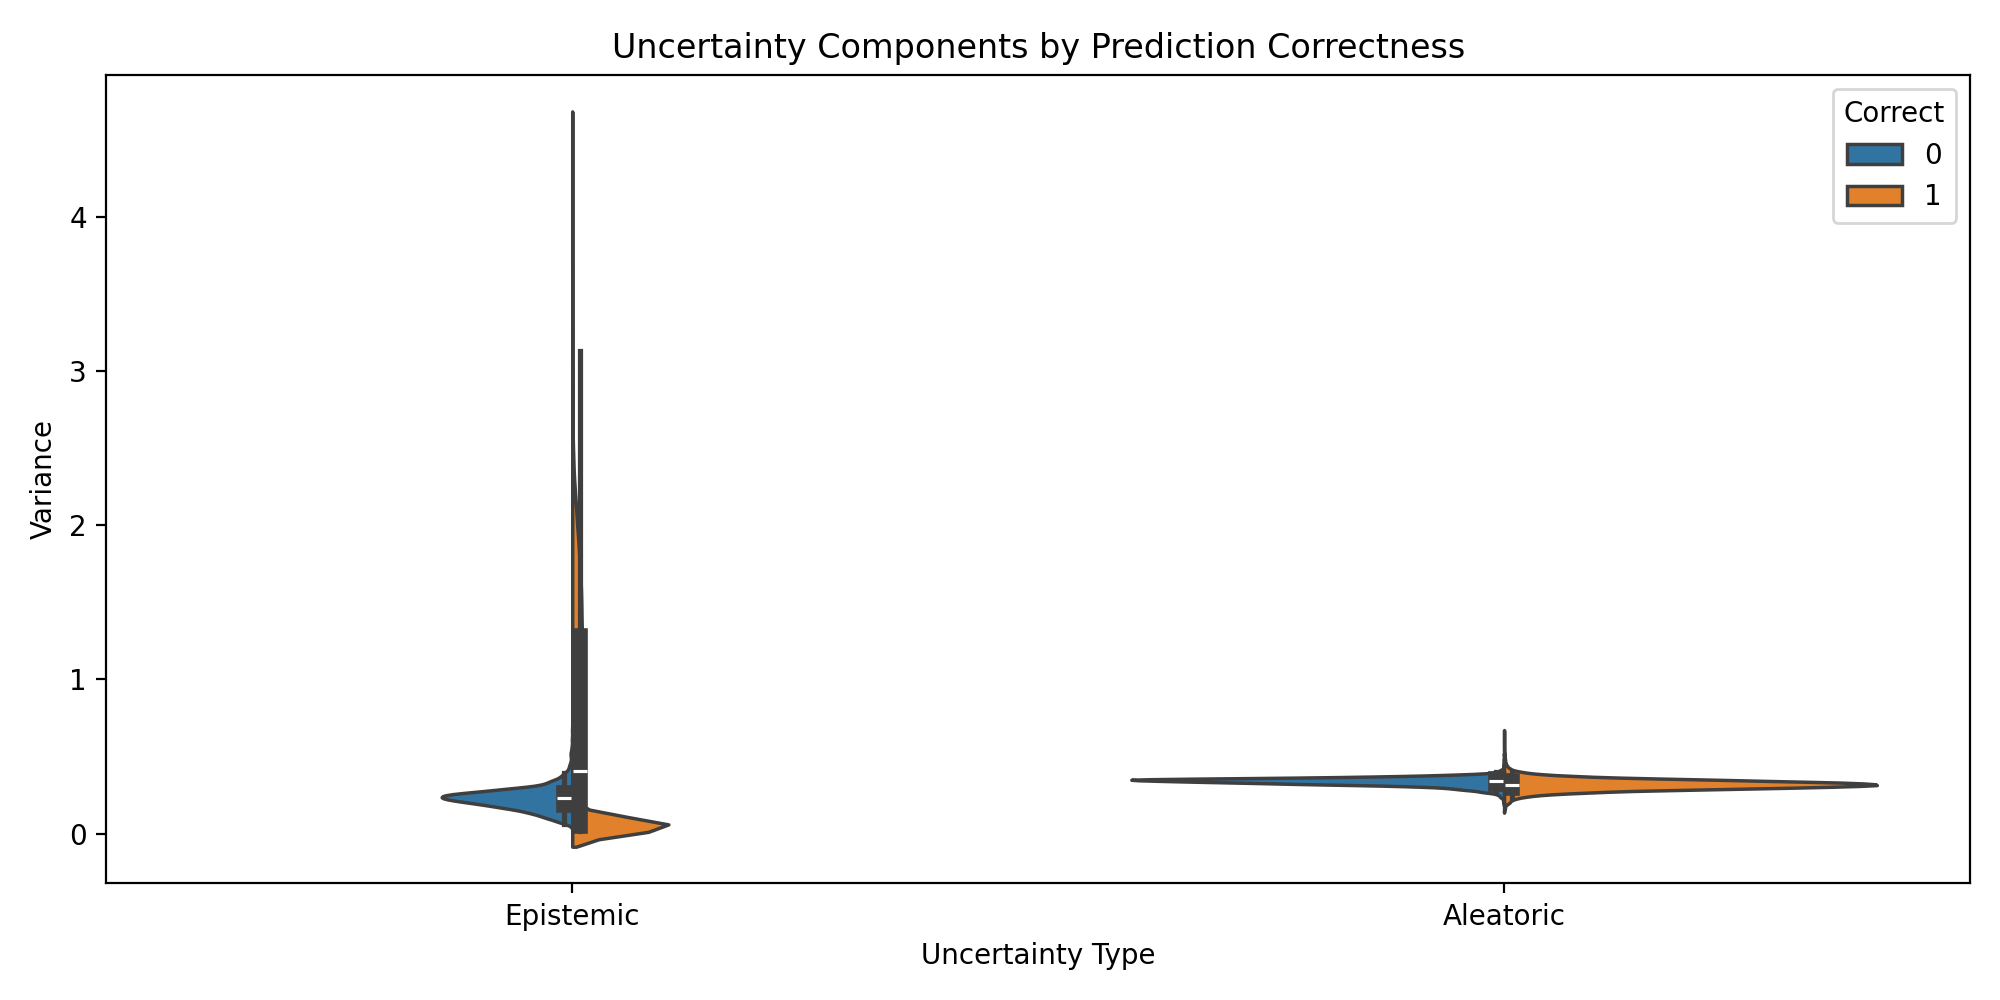 Uncertainty Components by Prediction Correctness
Correct
0
1
4
3
2
1
0
Variance
Epistemic
Aleatoric
Uncertainty Type